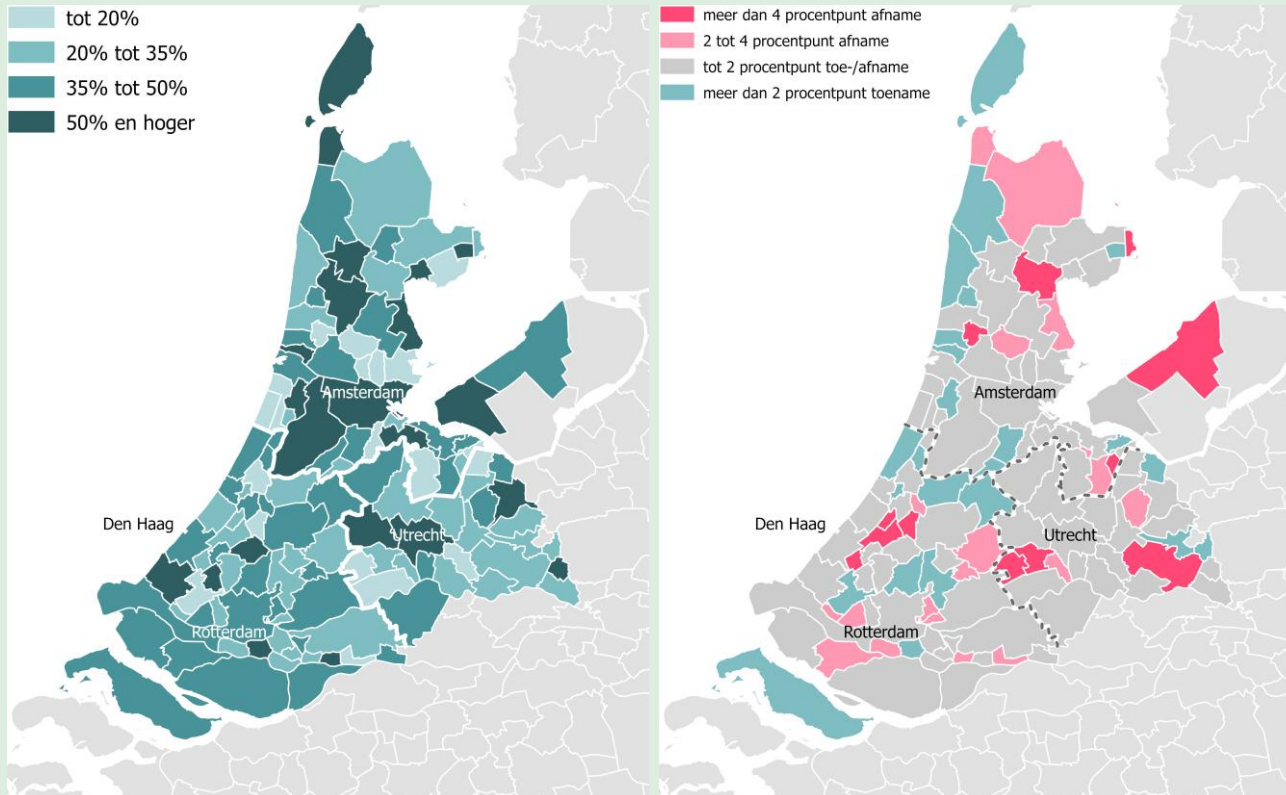 tot 20%
20% tot 35%
35% tot 50%
50% en hoger
Amsterdam
Den Haag
Utrecht
Rotterdam
meer dan 4 procentpunt afname
2 tot 4 procentpunt afname
tot 2 procentpunt toe-/afname
meer dan 2 procentpunt toename
Amsterdam
Den Haag
Utrecht
Rotterdam